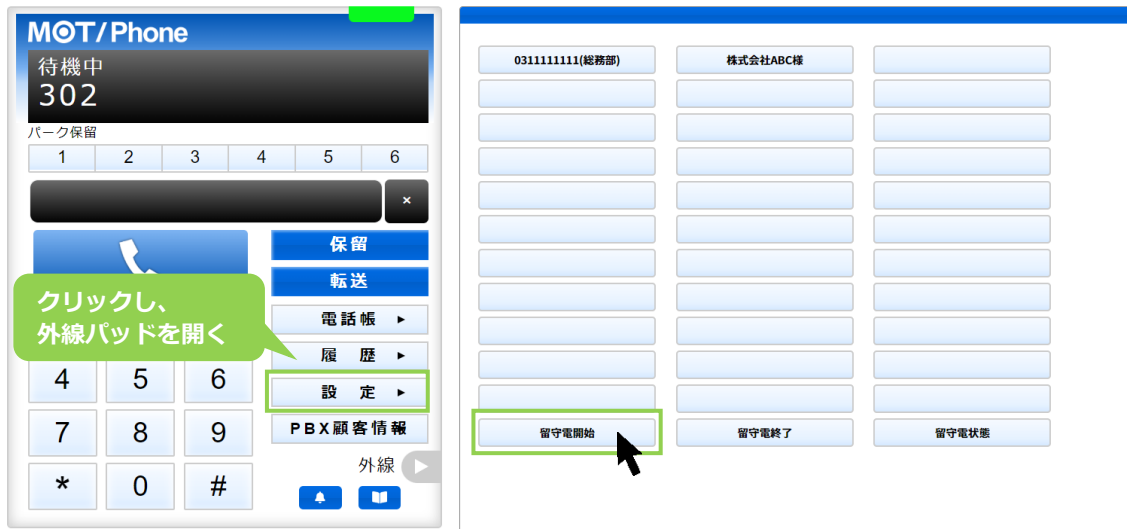 MOT/Phone
待機中
302
パーク保留
1 2 3 4 5 6
×
保留
転送
クリックし、
外線パッドを開く
電話帳 ▸
履 歴 ▸
設 定 ▸
PBX顧客情報
4 5 6
7 8 9
* 0 #
外線
0311111111(総務部) 株式会社ABC様
留守電開始 留守電終了 留守電状態